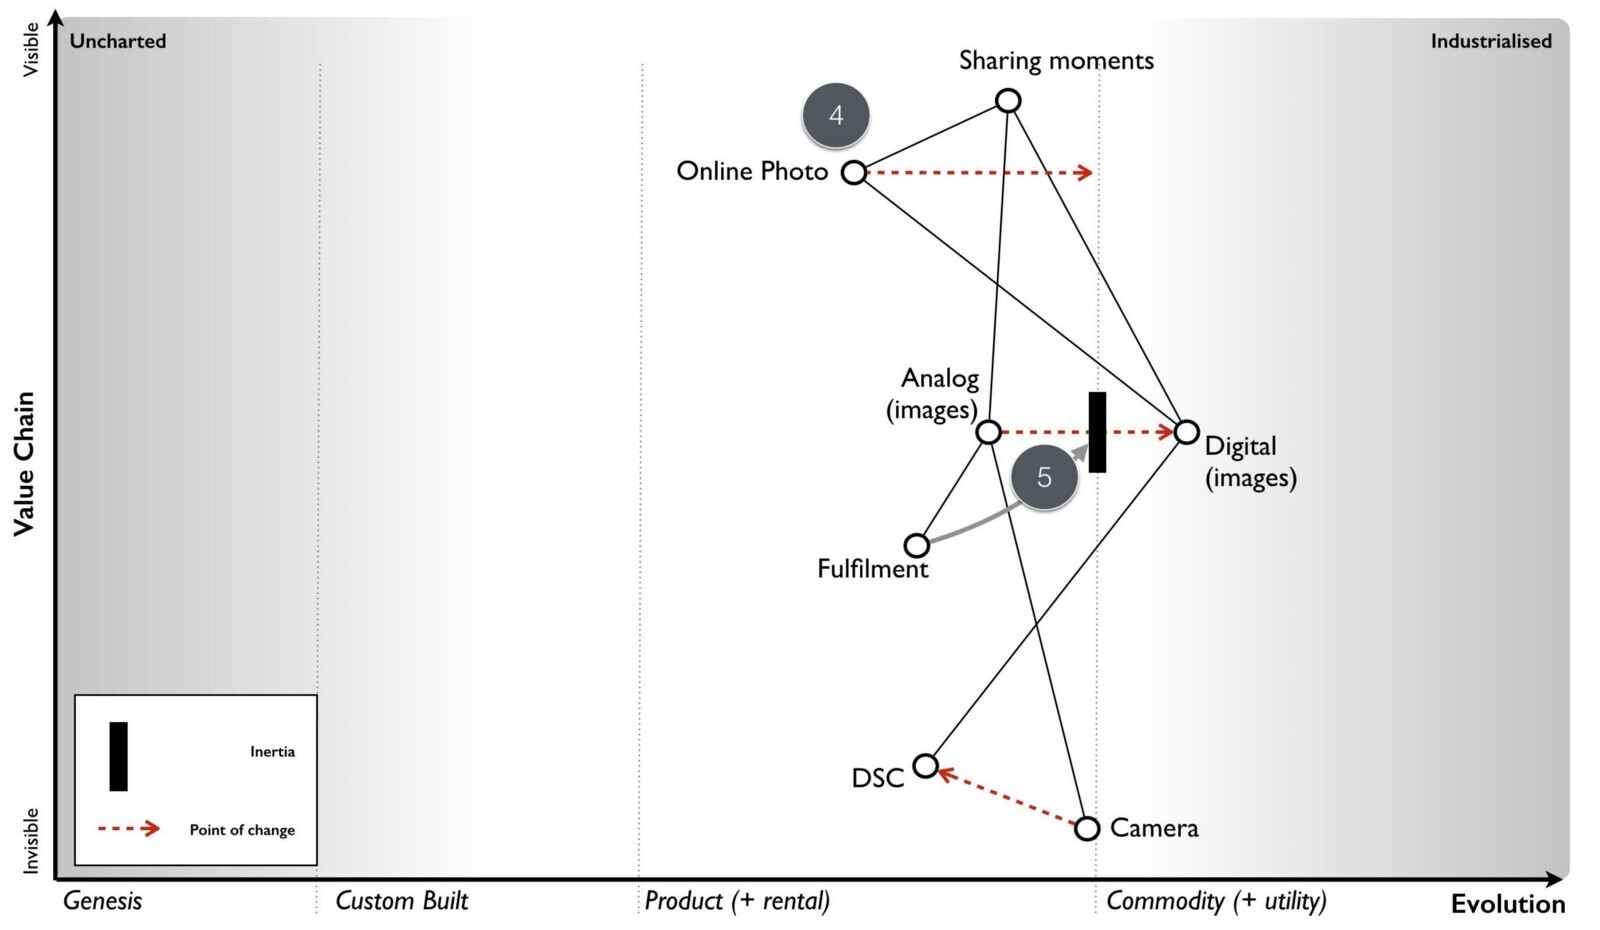 Visible
Uncharted
Industrialised
Sharing moments
4
Online Photo
Analog
(images)
Digital
(images)
5
Value Chain
Fulfilment
Inertia
DSC
Point of change
Camera
Invisible
Genesis
Custom Built
Product (+ rental)
Commodity (+ utility)
Evolution